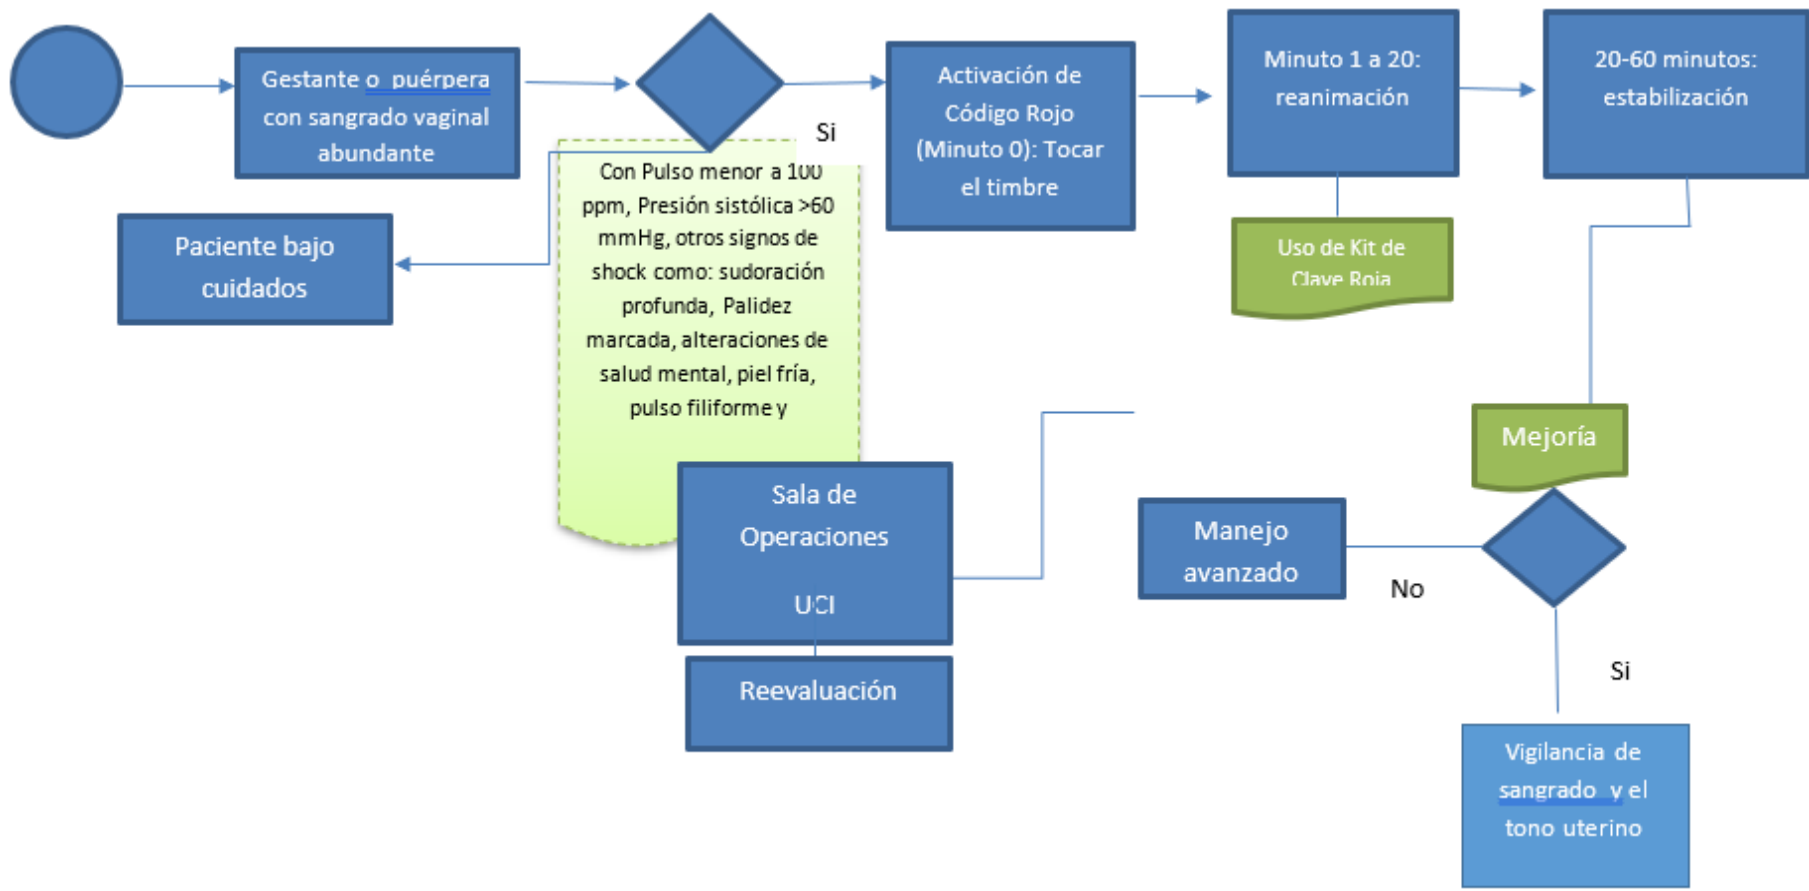 Gestante o puérpera
con sangrado vaginal
abundante
Si
Activación de
Código Rojo
(Minuto 0): Tocar
el timbre
Minuto 1 a 20:
reanimación
20-60 minutos:
estabilización
Con Pulso menor a 100
ppm, Presión sistólica >60
mmHg, otros signos de
shock como: sudoración
profunda, Palidez
marcada, alteraciones de
salud mental, piel fría,
pulso filiforme y
Paciente bajo
cuidados
Uso de Kit de
Clave Roja
Mejoría
Sala de
Operaciones
UCI
Manejo
avanzado
No
Reevaluación
Si
Vigilancia de
sangrado y el
tono uterino